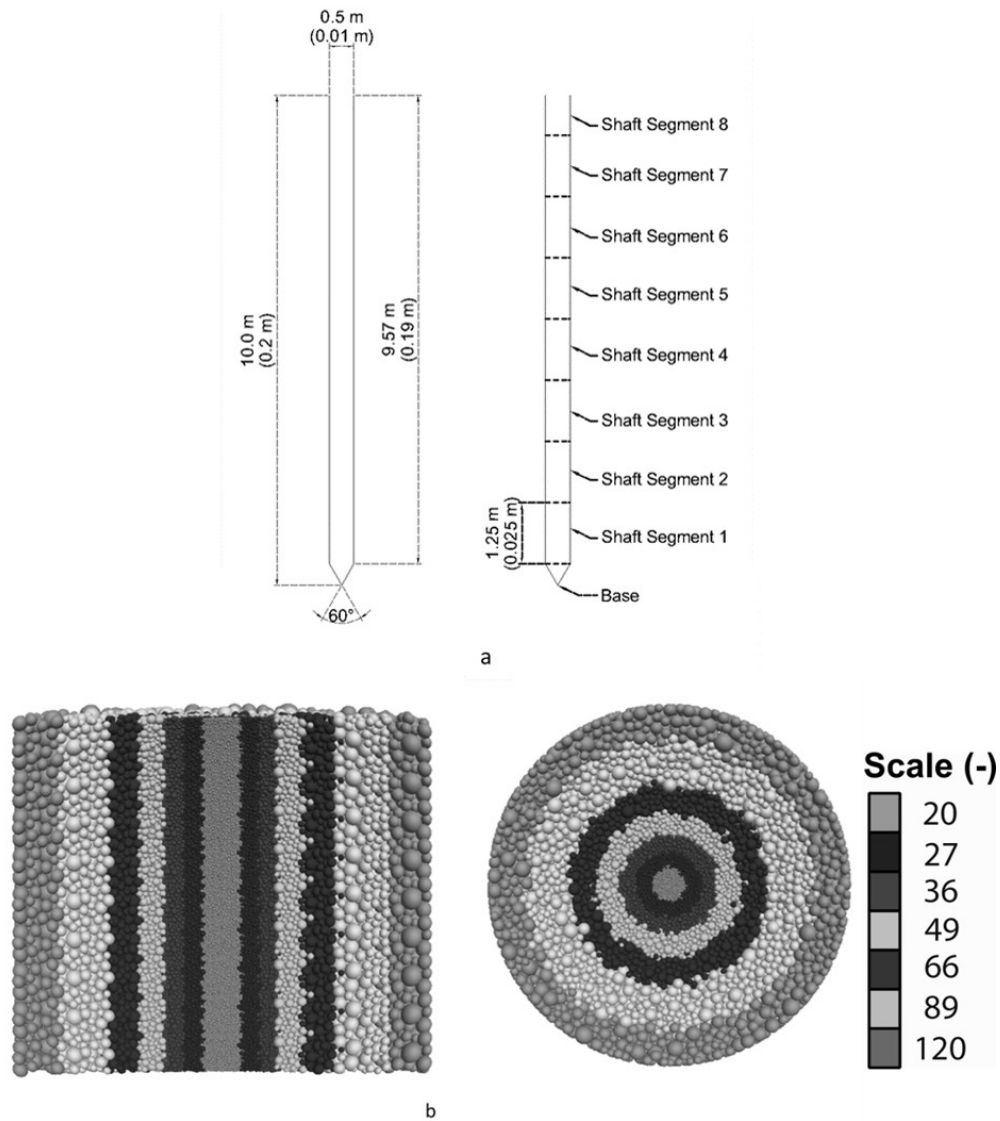 0.5 m
(0.01 m)
10.0 m
(0.2 m)
9.57 m
(0.19 m)
60°
Shaft Segment 8
Shaft Segment 7
Shaft Segment 6
Shaft Segment 5
Shaft Segment 4
Shaft Segment 3
Shaft Segment 2
1.25 m
(0.025 m)
Shaft Segment 1
Base
a
Scale (-)
20
27
36
49
66
89
120
b